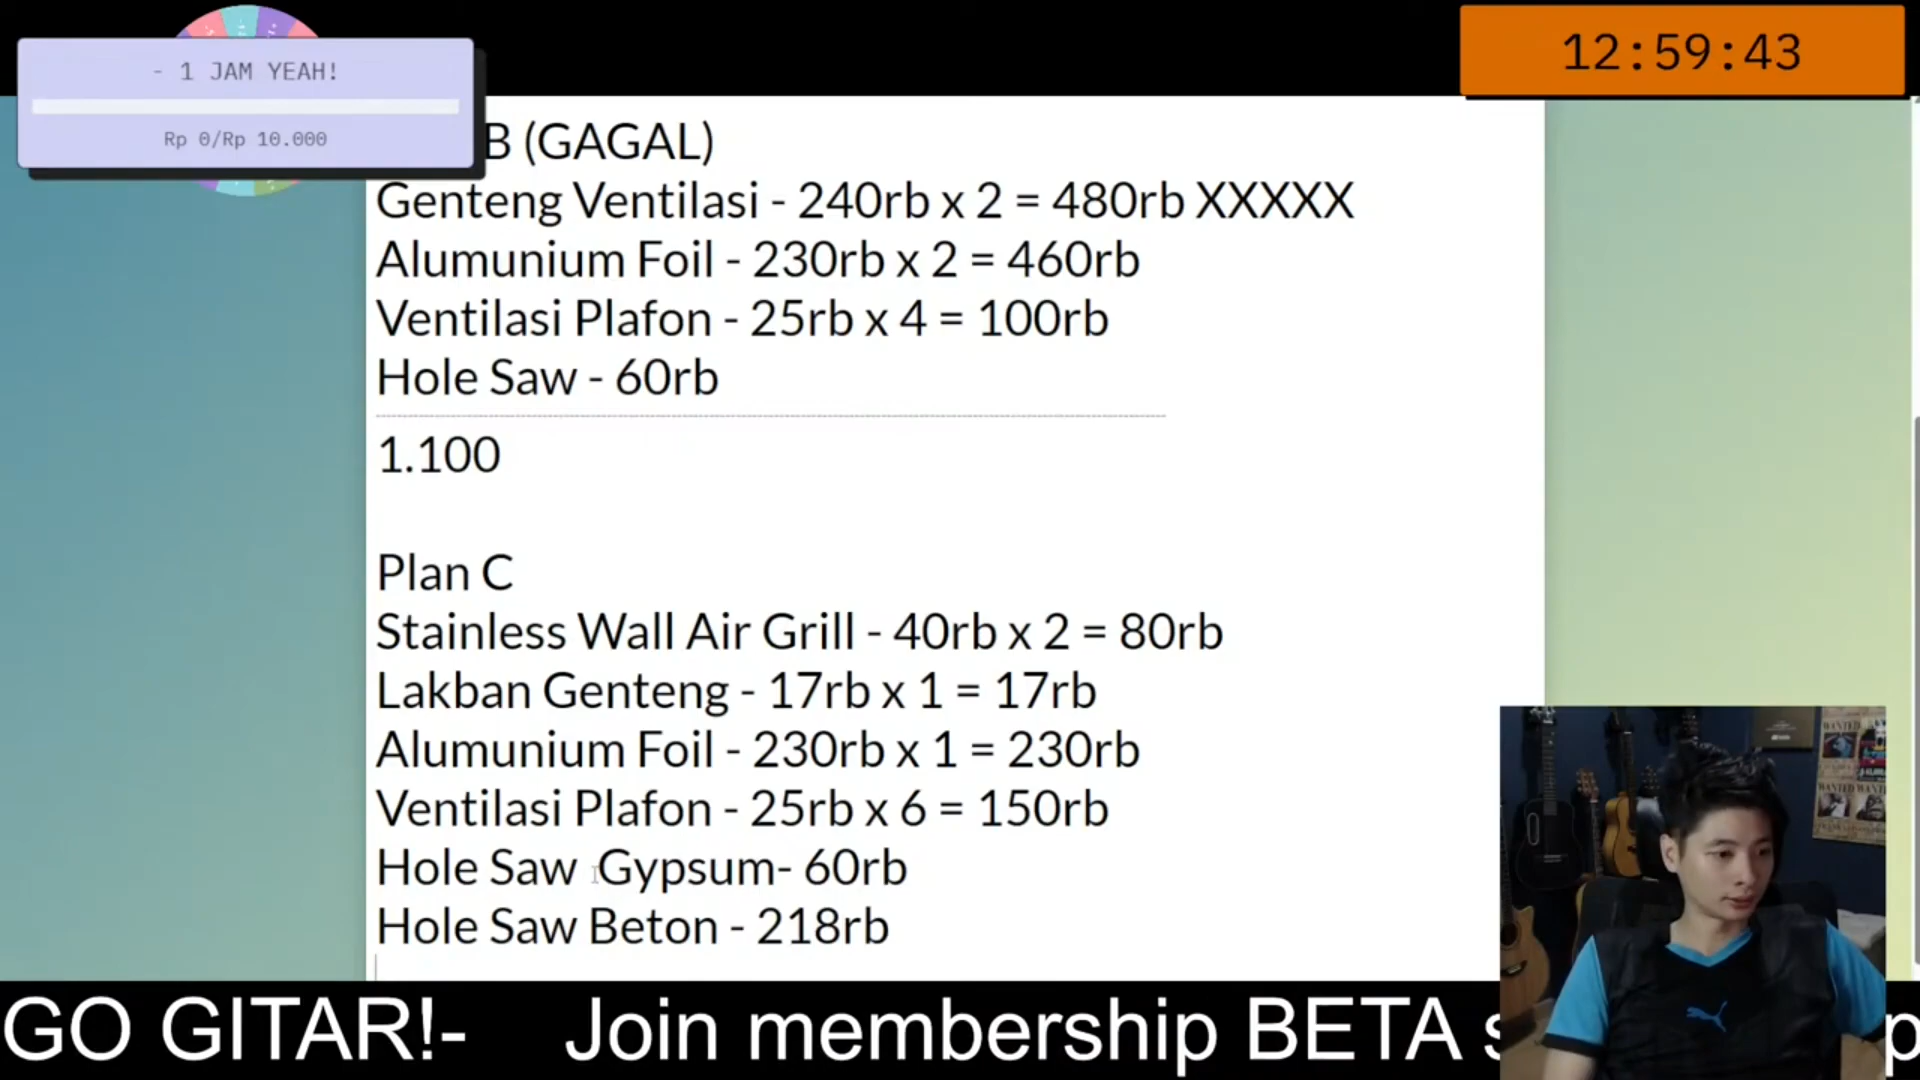 - 1 JAM YEAH!
Rp 0/Rp 10.000
12:59:43
B (GAGAL)
Genteng Ventilasi - 240rb x 2 = 480rb XXXXX
Alumunium Foil - 230rb x 2 = 460rb
Ventilasi Plafon - 25rb x 4 = 100rb
Hole Saw - 60rb
1.100
Plan C
Stainless Wall Air Grill - 40rb x 2 = 80rb
Lakban Genteng - 17rb x 1 = 17rb
Alumunium Foil - 230rb x 1 = 230rb
Ventilasi Plafon - 25rb x 6 = 150rb
Hole Saw Gypsum- 60rb
Hole Saw Beton - 218rb
WANTED
WANTED WANTED
GO GITAR!- Join membership BETA s p